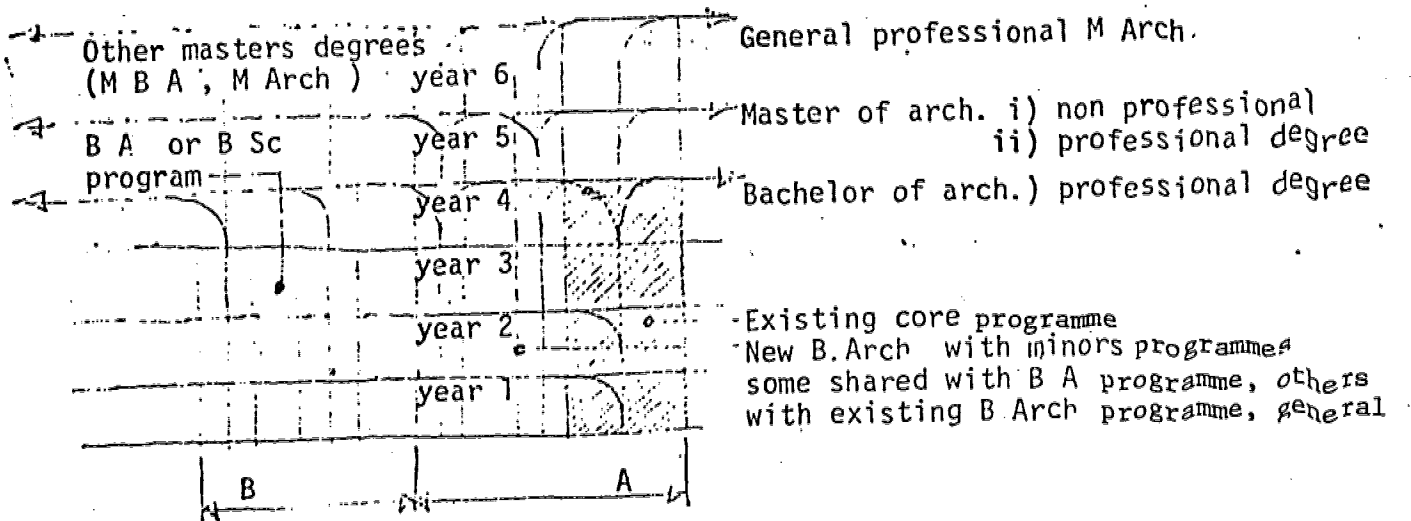 Other masters degrees
(M B A , M Arch )
year 6
General professional M Arch.
B A or B Sc
program
year 5
Master of arch. i) non professional
ii) professional degree
year 4
Bachelor of arch.) professional degree
year 3
year 2
Existing core programme
New B.Arch with minors programmes
some shared with B A programme, others
with existing B Arch programme, general
year 1
B
A